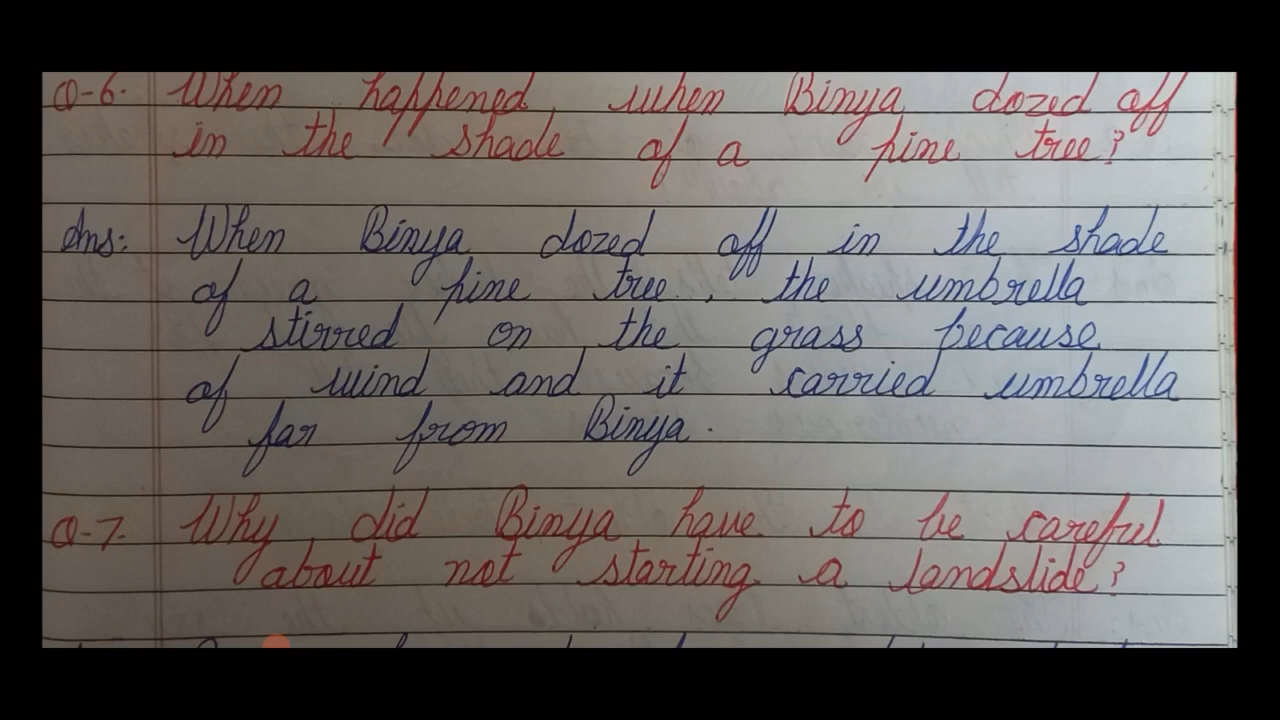 Q-6. When happened, when Binya dozed off
in the shade of a pine tree?
Ans: When Binya dozed off in the shade
of a pine tree, the umbrella
stirred on the grass because
of wind and it carried umbrella
far from Binya.
Q-7. Why did Binya have to be careful
about not starting a landslide?